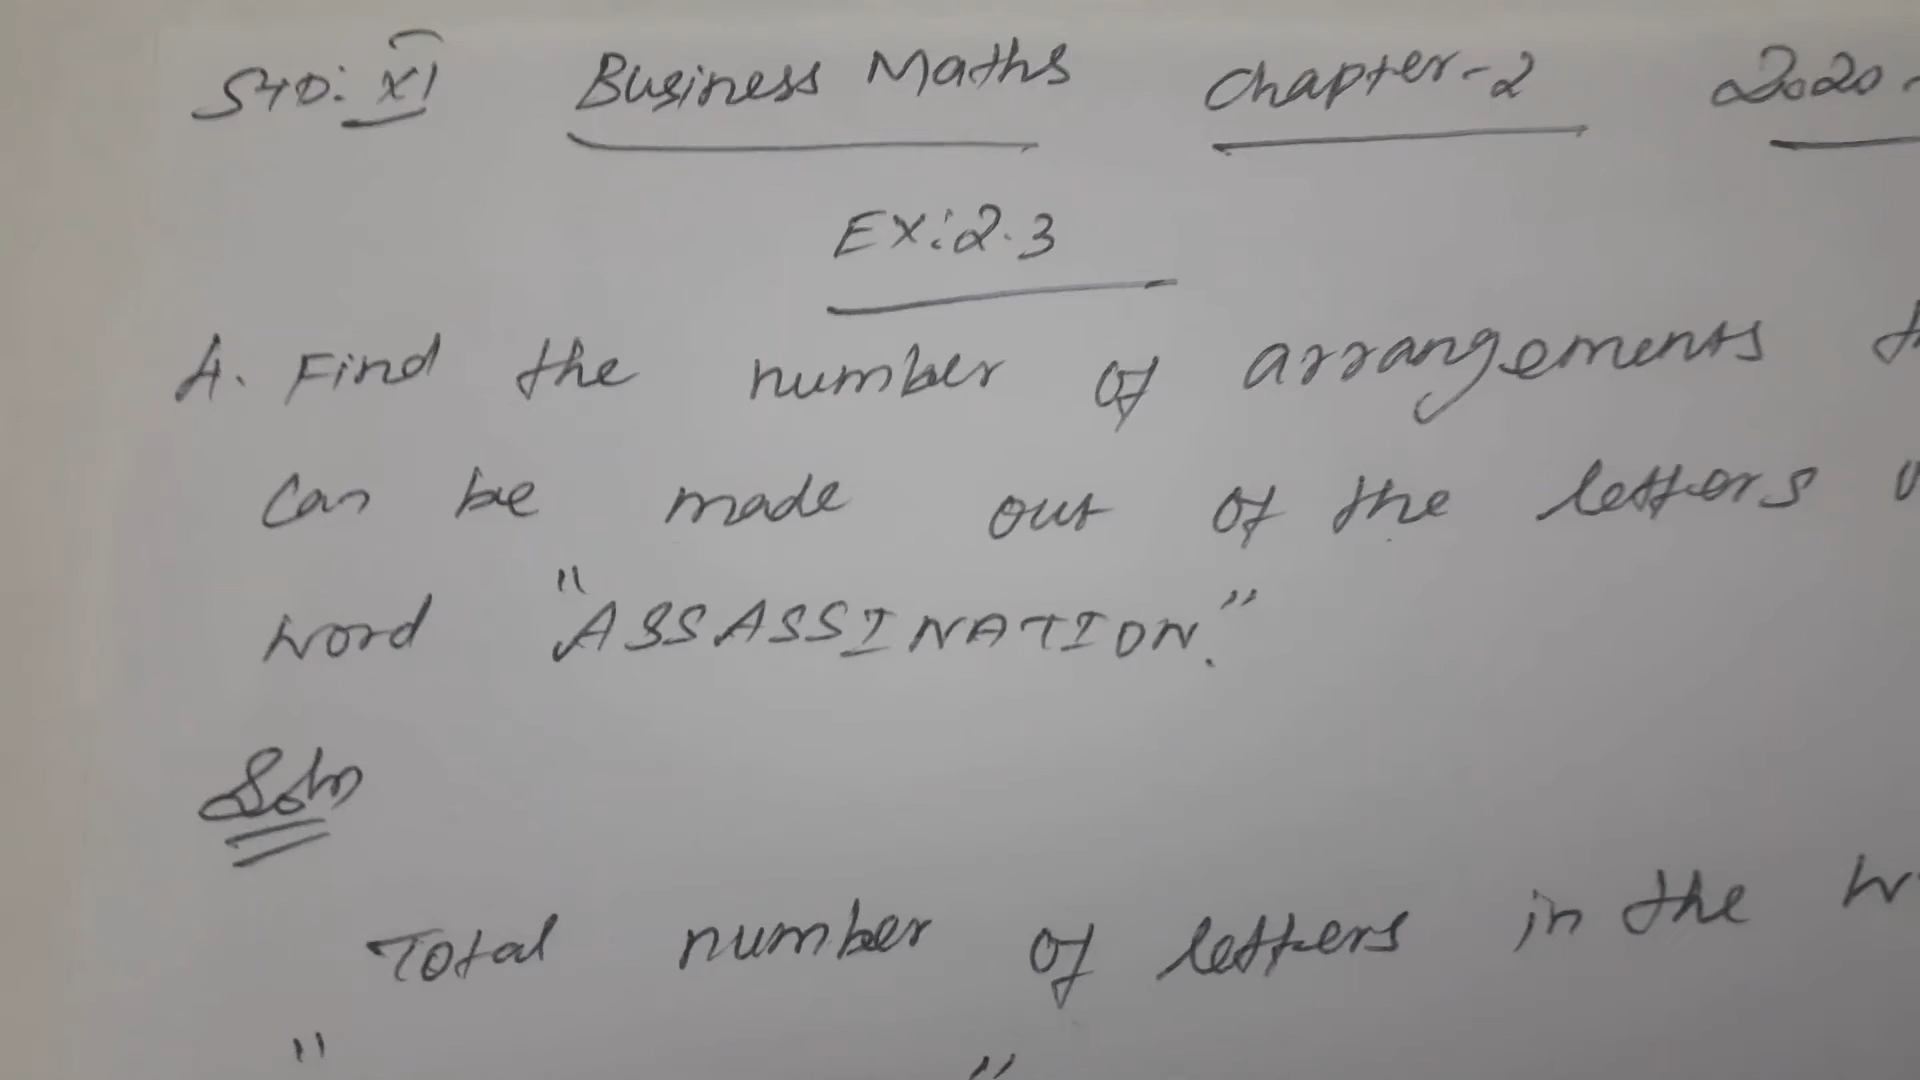 STD: XI Business Maths Chapter-2 2020-
EX: 2.3
4. Find the number of arrangements
can be made out of the letters
word "ASSASSINATION."
Soln
Total number of letters in the
" "